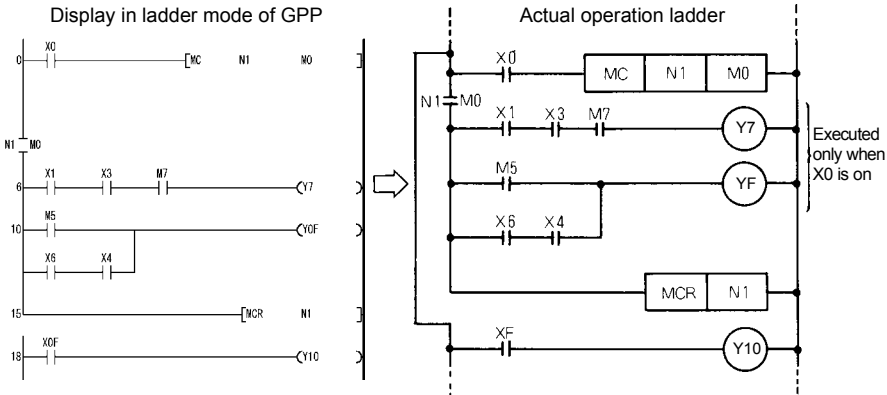 Display in ladder mode of GPP
0 X0 MC N1 M0
N1 M0
6 X1 X3 M7 Y7
10 M5 Y0F
X6 X4
15 MCR N1
18 X0F Y10
Actual operation ladder
X0 MC N1 M0
N1 M0
X1 X3 M7 Y7
M5 YF
X6 X4
MCR N1
XF Y10
Executed
only when
X0 is on